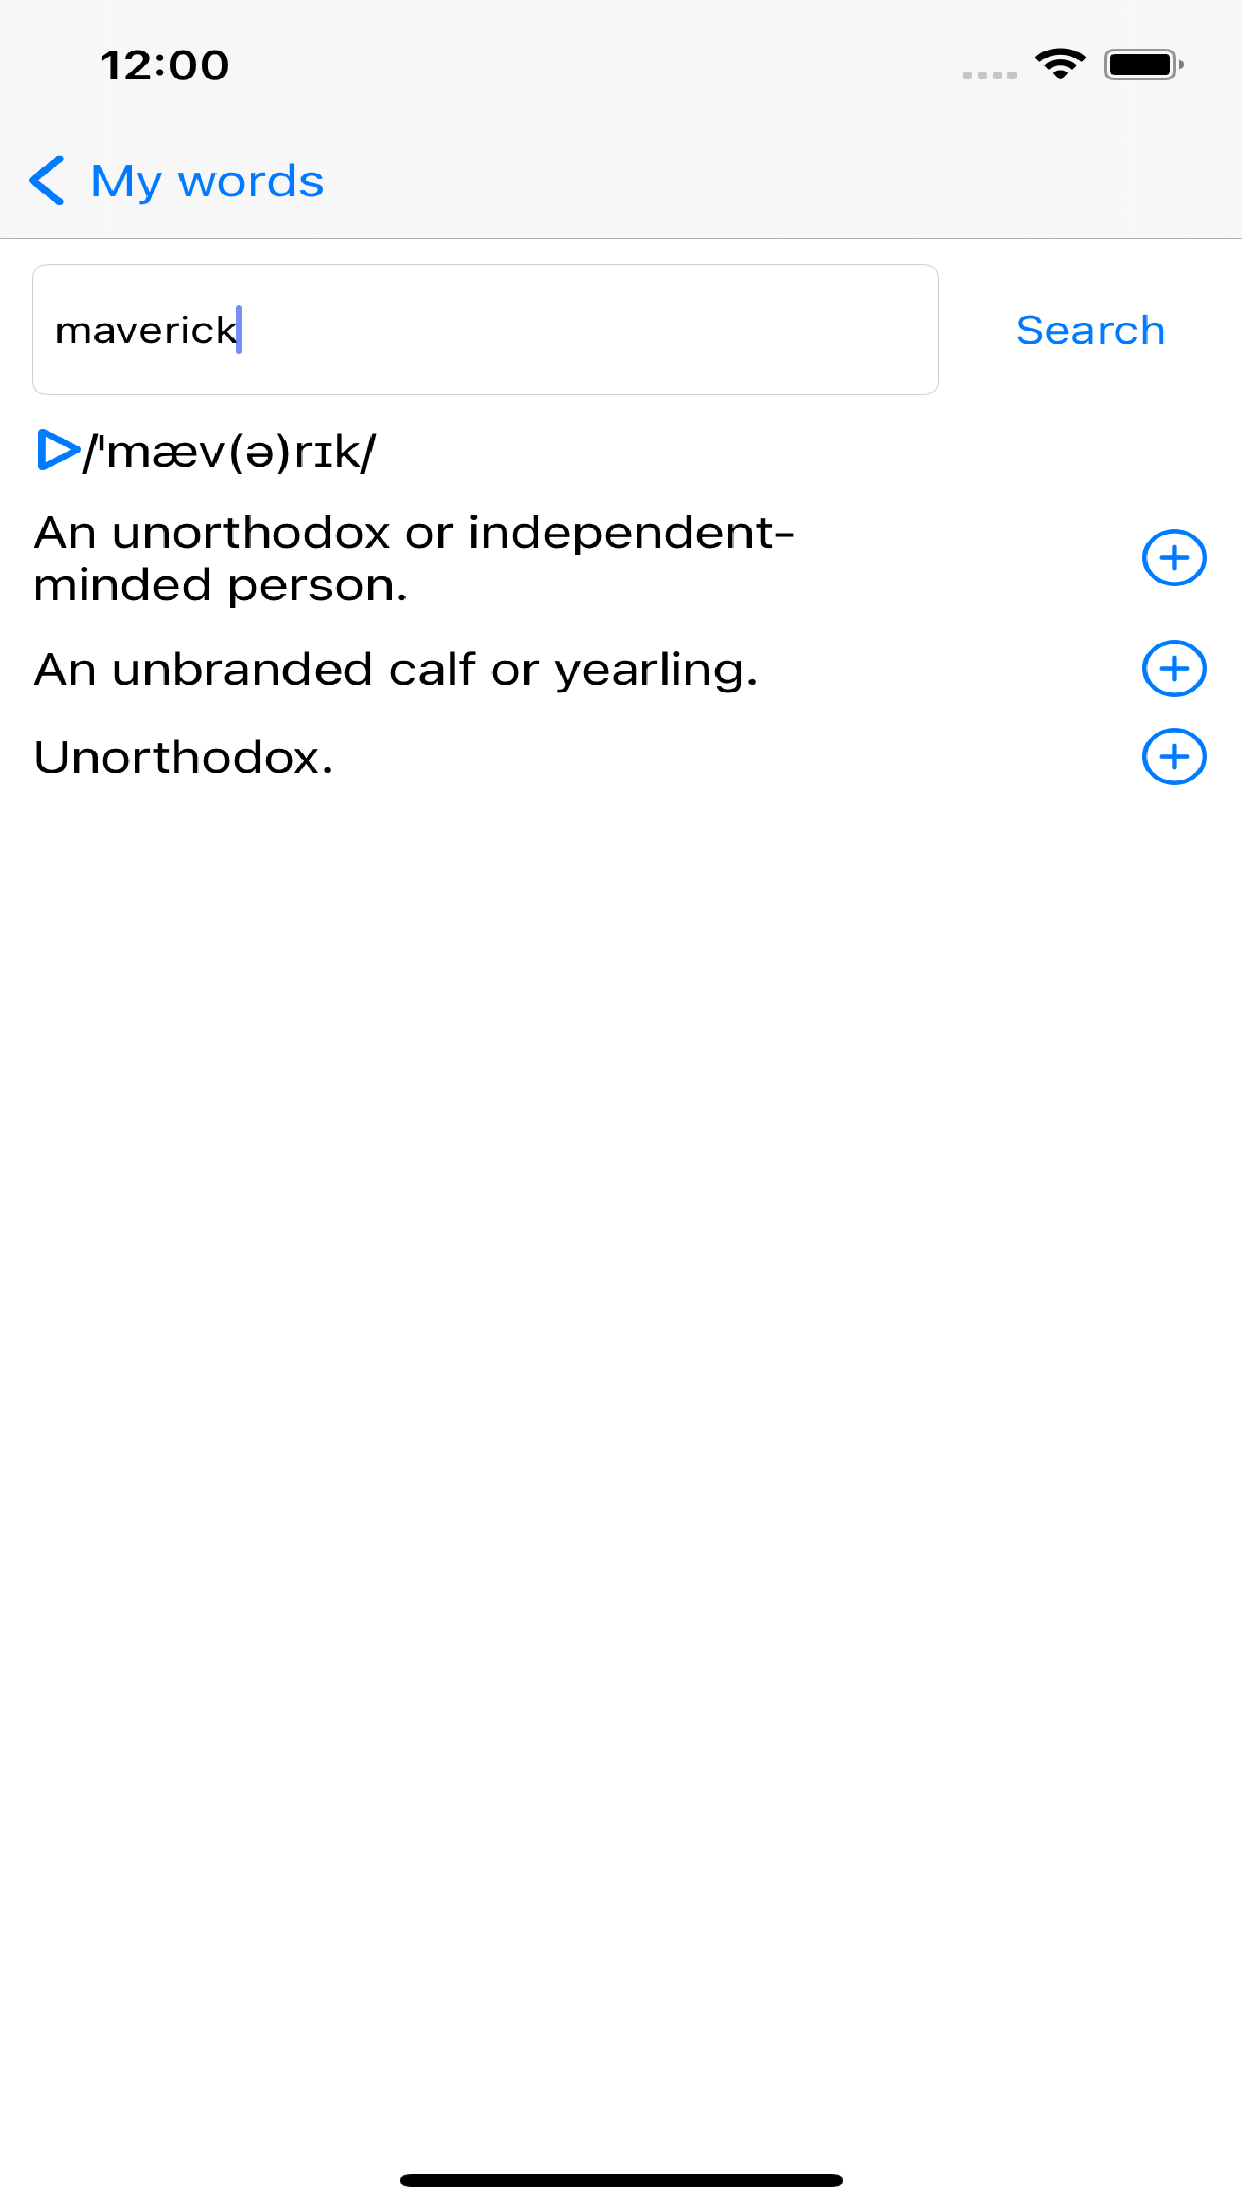 12:00
My words
maverick
Search
/ˈmæv(ə)rɪk/
An unorthodox or independent-
minded person.
An unbranded calf or yearling.
Unorthodox.